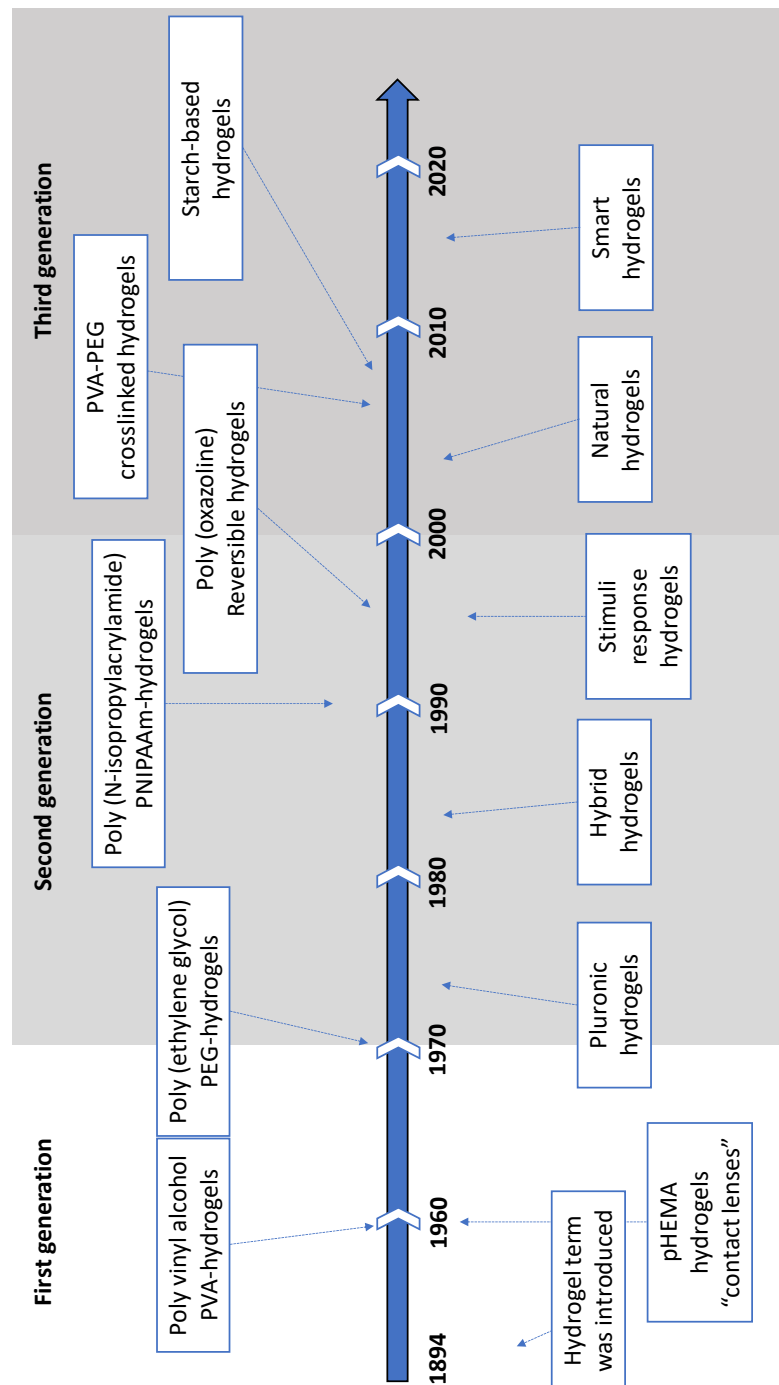 First generation
Second generation
Third generation
Poly vinyl alcohol
PVA-hydrogels
Poly (ethylene glycol)
PEG-hydrogels
Poly (N-isopropylacrylamide)
PNIPAAm-hydrogels
Poly (oxazoline)
Reversible hydrogels
PVA-PEG
crosslinked hydrogels
Starch-based
hydrogels
1894
1960
1970
1980
1990
2000
2010
2020
Hydrogel term
was introduced
pHEMA
hydrogels
“contact lenses”
Pluronic
hydrogels
Hybrid
hydrogels
Stimuli
response
hydrogels
Natural
hydrogels
Smart
hydrogels